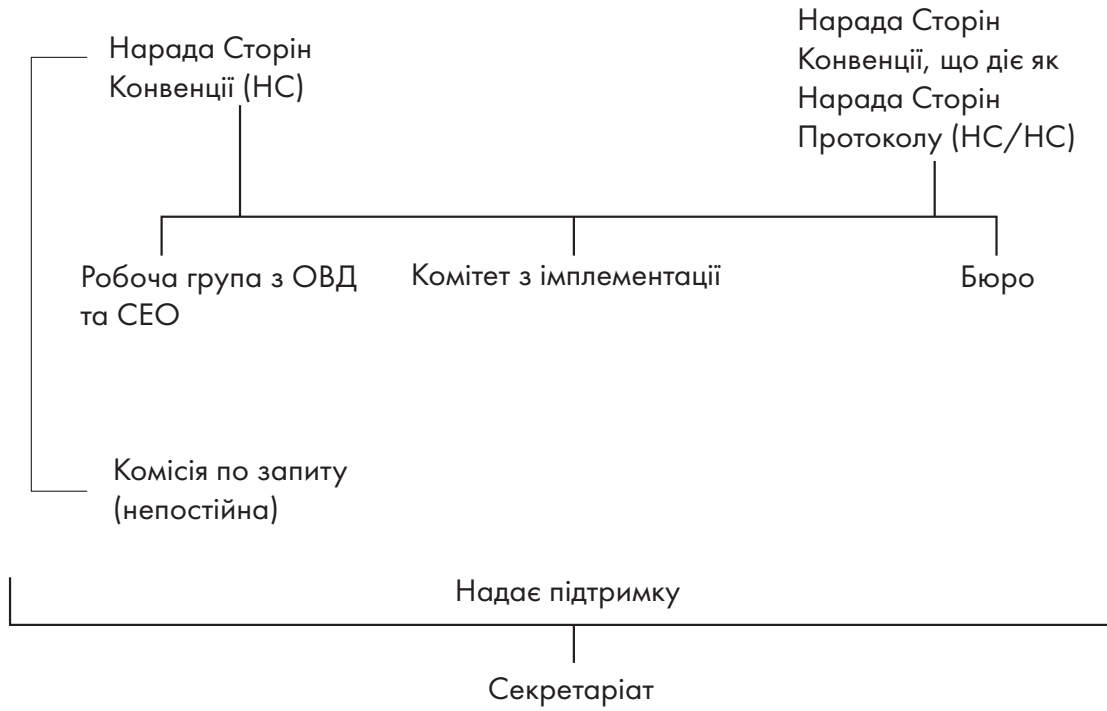 Нарада Сторін
Конвенції (НС)
Нарада Сторін
Конвенції, що діє як
Нарада Сторін
Протоколу (НС/НС)
Робоча група з ОВД
та СЕО
Комітет з імплементації
Бюро
Комісія по запиту
(непостійна)
Надає підтримку
Секретаріат